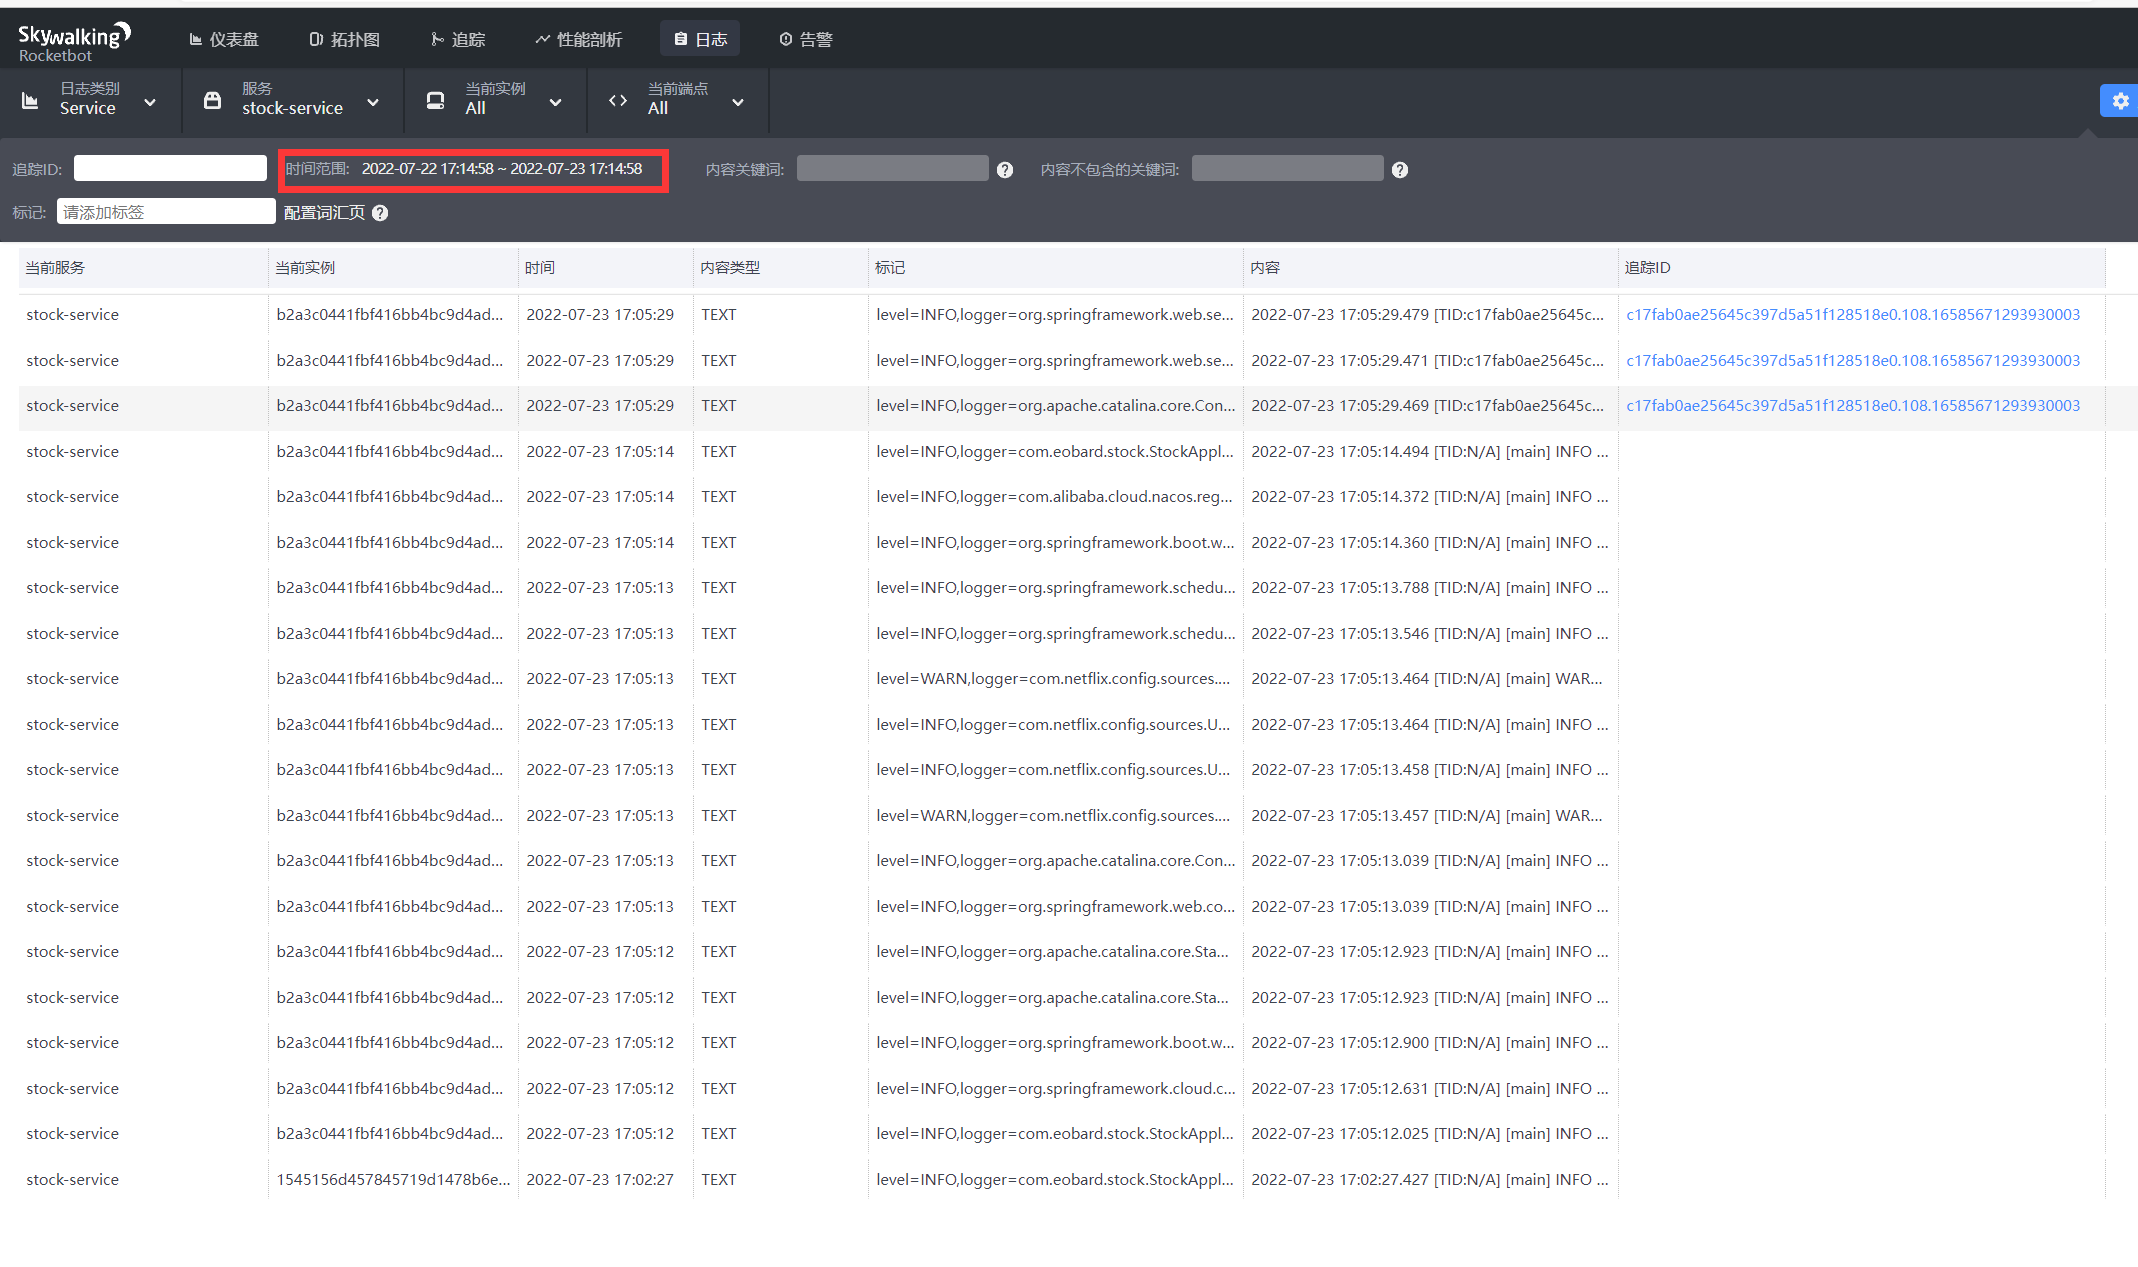 Skywalking
Rocketbot
仪表盘 拓扑图 追踪 性能剖析 日志 告警
日志类别 服务 当前实例 当前端点
Service stock-service All All
追踪ID: 时间范围: 2022-07-22 17:14:58 ~ 2022-07-23 17:14:58 内容关键词: ? 内容不包含的关键词: ?
标记: 请添加标签 配置词汇页 ?
当前服务 当前实例 时间 内容类型 标记 内容 追踪ID
stock-service b2a3c0441fbf416bb4bc9d4ad... 2022-07-23 17:05:29 TEXT level=INFO,logger=org.springframework.web.se... 2022-07-23 17:05:29.479 [TID:c17fab0ae25645c... c17fab0ae25645c397d5a51f128518e0.108.16585671293930003
stock-service b2a3c0441fbf416bb4bc9d4ad... 2022-07-23 17:05:29 TEXT level=INFO,logger=org.springframework.web.se... 2022-07-23 17:05:29.471 [TID:c17fab0ae25645c... c17fab0ae25645c397d5a51f128518e0.108.16585671293930003
stock-service b2a3c0441fbf416bb4bc9d4ad... 2022-07-23 17:05:29 TEXT level=INFO,logger=org.apache.catalina.core.Con... 2022-07-23 17:05:29.469 [TID:c17fab0ae25645c... c17fab0ae25645c397d5a51f128518e0.108.16585671293930003
stock-service b2a3c0441fbf416bb4bc9d4ad... 2022-07-23 17:05:14 TEXT level=INFO,logger=com.eobard.stock.StockAppl... 2022-07-23 17:05:14.494 [TID:N/A] [main] INFO ...
stock-service b2a3c0441fbf416bb4bc9d4ad... 2022-07-23 17:05:14 TEXT level=INFO,logger=com.alibaba.cloud.nacos.reg... 2022-07-23 17:05:14.372 [TID:N/A] [main] INFO ...
stock-service b2a3c0441fbf416bb4bc9d4ad... 2022-07-23 17:05:14 TEXT level=INFO,logger=org.springframework.boot.w... 2022-07-23 17:05:14.360 [TID:N/A] [main] INFO ...
stock-service b2a3c0441fbf416bb4bc9d4ad... 2022-07-23 17:05:13 TEXT level=INFO,logger=org.springframework.schedu... 2022-07-23 17:05:13.788 [TID:N/A] [main] INFO ...
stock-service b2a3c0441fbf416bb4bc9d4ad... 2022-07-23 17:05:13 TEXT level=INFO,logger=org.springframework.schedu... 2022-07-23 17:05:13.546 [TID:N/A] [main] INFO ...
stock-service b2a3c0441fbf416bb4bc9d4ad... 2022-07-23 17:05:13 TEXT level=WARN,logger=com.netflix.config.sources.... 2022-07-23 17:05:13.464 [TID:N/A] [main] WAR...
stock-service b2a3c0441fbf416bb4bc9d4ad... 2022-07-23 17:05:13 TEXT level=INFO,logger=com.netflix.config.sources.U... 2022-07-23 17:05:13.464 [TID:N/A] [main] INFO ...
stock-service b2a3c0441fbf416bb4bc9d4ad... 2022-07-23 17:05:13 TEXT level=INFO,logger=com.netflix.config.sources.U... 2022-07-23 17:05:13.458 [TID:N/A] [main] INFO ...
stock-service b2a3c0441fbf416bb4bc9d4ad... 2022-07-23 17:05:13 TEXT level=WARN,logger=com.netflix.config.sources.... 2022-07-23 17:05:13.457 [TID:N/A] [main] WAR...
stock-service b2a3c0441fbf416bb4bc9d4ad... 2022-07-23 17:05:13 TEXT level=INFO,logger=org.apache.catalina.core.Con... 2022-07-23 17:05:13.039 [TID:N/A] [main] INFO ...
stock-service b2a3c0441fbf416bb4bc9d4ad... 2022-07-23 17:05:13 TEXT level=INFO,logger=org.springframework.web.co... 2022-07-23 17:05:13.039 [TID:N/A] [main] INFO ...
stock-service b2a3c0441fbf416bb4bc9d4ad... 2022-07-23 17:05:12 TEXT level=INFO,logger=org.apache.catalina.core.Sta... 2022-07-23 17:05:12.923 [TID:N/A] [main] INFO ...
stock-service b2a3c0441fbf416bb4bc9d4ad... 2022-07-23 17:05:12 TEXT level=INFO,logger=org.apache.catalina.core.Sta... 2022-07-23 17:05:12.923 [TID:N/A] [main] INFO ...
stock-service b2a3c0441fbf416bb4bc9d4ad... 2022-07-23 17:05:12 TEXT level=INFO,logger=org.springframework.boot.w... 2022-07-23 17:05:12.900 [TID:N/A] [main] INFO ...
stock-service b2a3c0441fbf416bb4bc9d4ad... 2022-07-23 17:05:12 TEXT level=INFO,logger=org.springframework.cloud.c... 2022-07-23 17:05:12.631 [TID:N/A] [main] INFO ...
stock-service b2a3c0441fbf416bb4bc9d4ad... 2022-07-23 17:05:12 TEXT level=INFO,logger=com.eobard.stock.StockAppl... 2022-07-23 17:05:12.025 [TID:N/A] [main] INFO ...
stock-service 1545156d457845719d1478b6e... 2022-07-23 17:02:27 TEXT level=INFO,logger=com.eobard.stock.StockAppl... 2022-07-23 17:02:27.427 [TID:N/A] [main] INFO ...